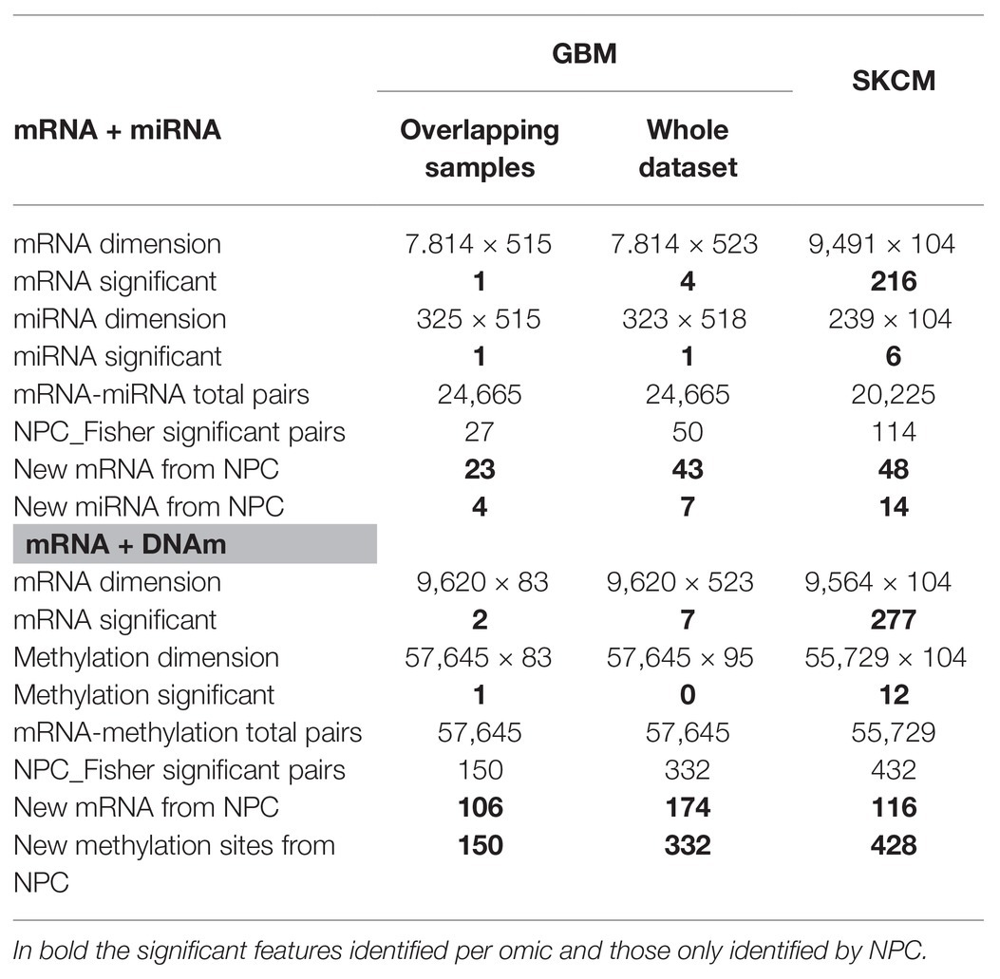 GBM
SKCM
mRNA + miRNA
Overlapping samples
Whole dataset
mRNA dimension 7.814 × 515 7.814 × 523 9,491 × 104
mRNA significant 1 4 216
miRNA dimension 325 × 515 323 × 518 239 × 104
miRNA significant 1 1 6
mRNA-miRNA total pairs 24,665 24,665 20,225
NPC_Fisher significant pairs 27 50 114
New mRNA from NPC 23 43 48
New miRNA from NPC 4 7 14
mRNA + DNAm
mRNA dimension 9,620 × 83 9,620 × 523 9,564 × 104
mRNA significant 2 7 277
Methylation dimension 57,645 × 83 57,645 × 95 55,729 × 104
Methylation significant 1 0 12
mRNA-methylation total pairs 57,645 57,645 55,729
NPC_Fisher significant pairs 150 332 432
New mRNA from NPC 106 174 116
New methylation sites from 150 332 428
NPC
In bold the significant features identified per omic and those only identified by NPC.